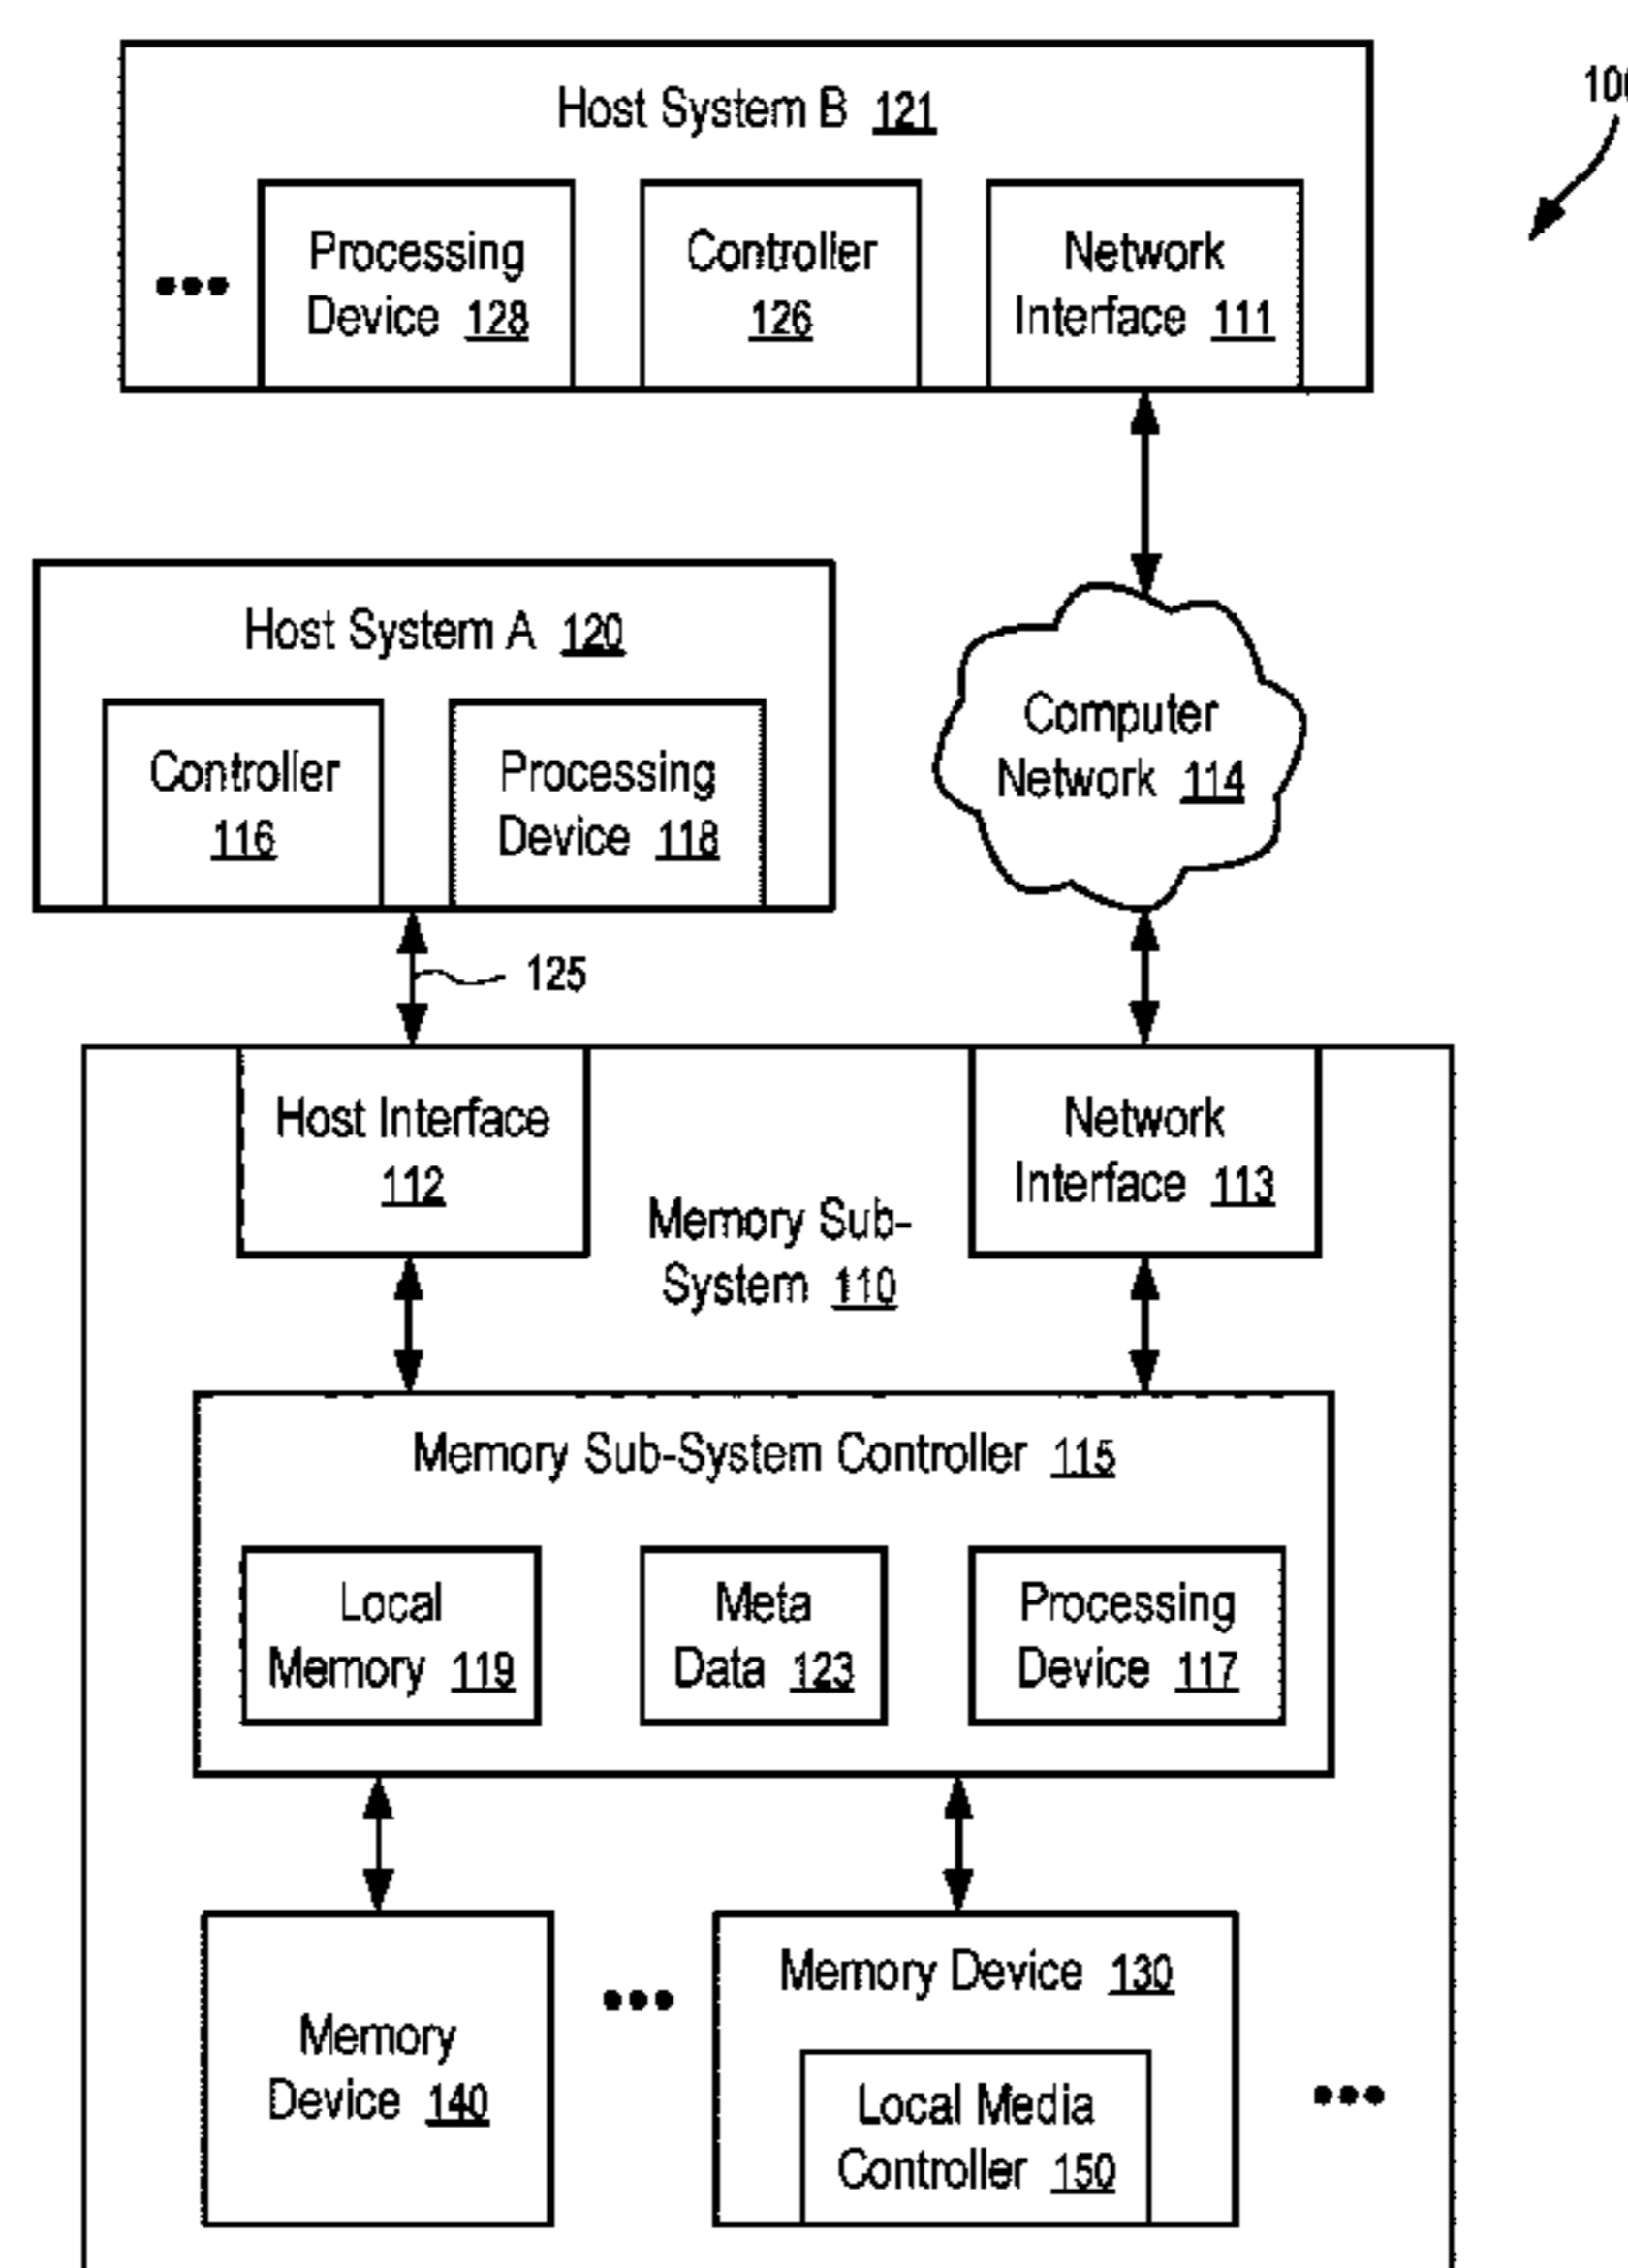 Host System B 121
Processing
Device 128
Controller
126
Network
Interface 111
Host System A 120
Controller
116
Processing
Device 118
Computer
Network 114
125
Host Interface
112
Network
Interface 113
Memory Sub-
System 110
Memory Sub-System Controller 115
Local
Memory 119
Meta
Data 123
Processing
Device 117
Memory
Device 140
Memory Device 130
Local Media
Controller 150